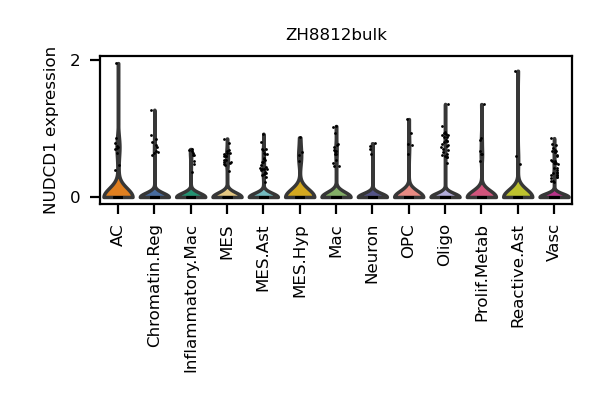 ZH8812bulk
NUDCD1 expression
2
0
AC
Chromatin.Reg
Inflammatory.Mac
MES
MES.Ast
MES.Hyp
Mac
Neuron
OPC
Oligo
Prolif.Metab
Reactive.Ast
Vasc